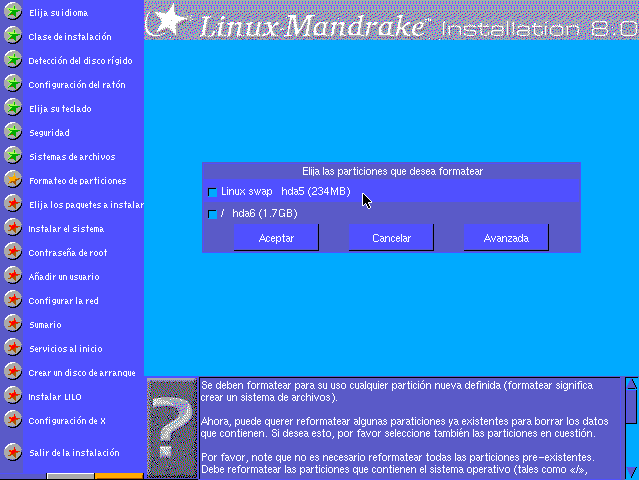 Linux Mandrake Installation 8.0
Elija su idioma
Clase de instalación
Detección del disco rígido
Configuración del ratón
Elija su teclado
Seguridad
Sistemas de archivos
Formateo de particiones
Elija los paquetes a instalar
Instalar el sistema
Contraseña de root
Añadir un usuario
Configurar la red
Sumario
Servicios al inicio
Crear un disco de arranque
Instalar LILO
Configuración de X
Salir de la instalación
Elija las particiones que desea formatear
Linux swap hda5 (234MB)
/ hda6 (1.7GB)
Aceptar Cancelar Avanzada
Se deben formatear para su uso cualquier partición nueva definida (formatear significa
crear un sistema de archivos).
Ahora, puede querer reformatear algunas paraticiones ya existentes para borrar los datos
que contienen. Si desea esto, por favor seleccione también las particiones en cuestión.
Por favor, note que no es necesario reformatear todas las particiones pre-existentes.
Debe reformatear las particiones que contienen el sistema operativo (tales como «/»,